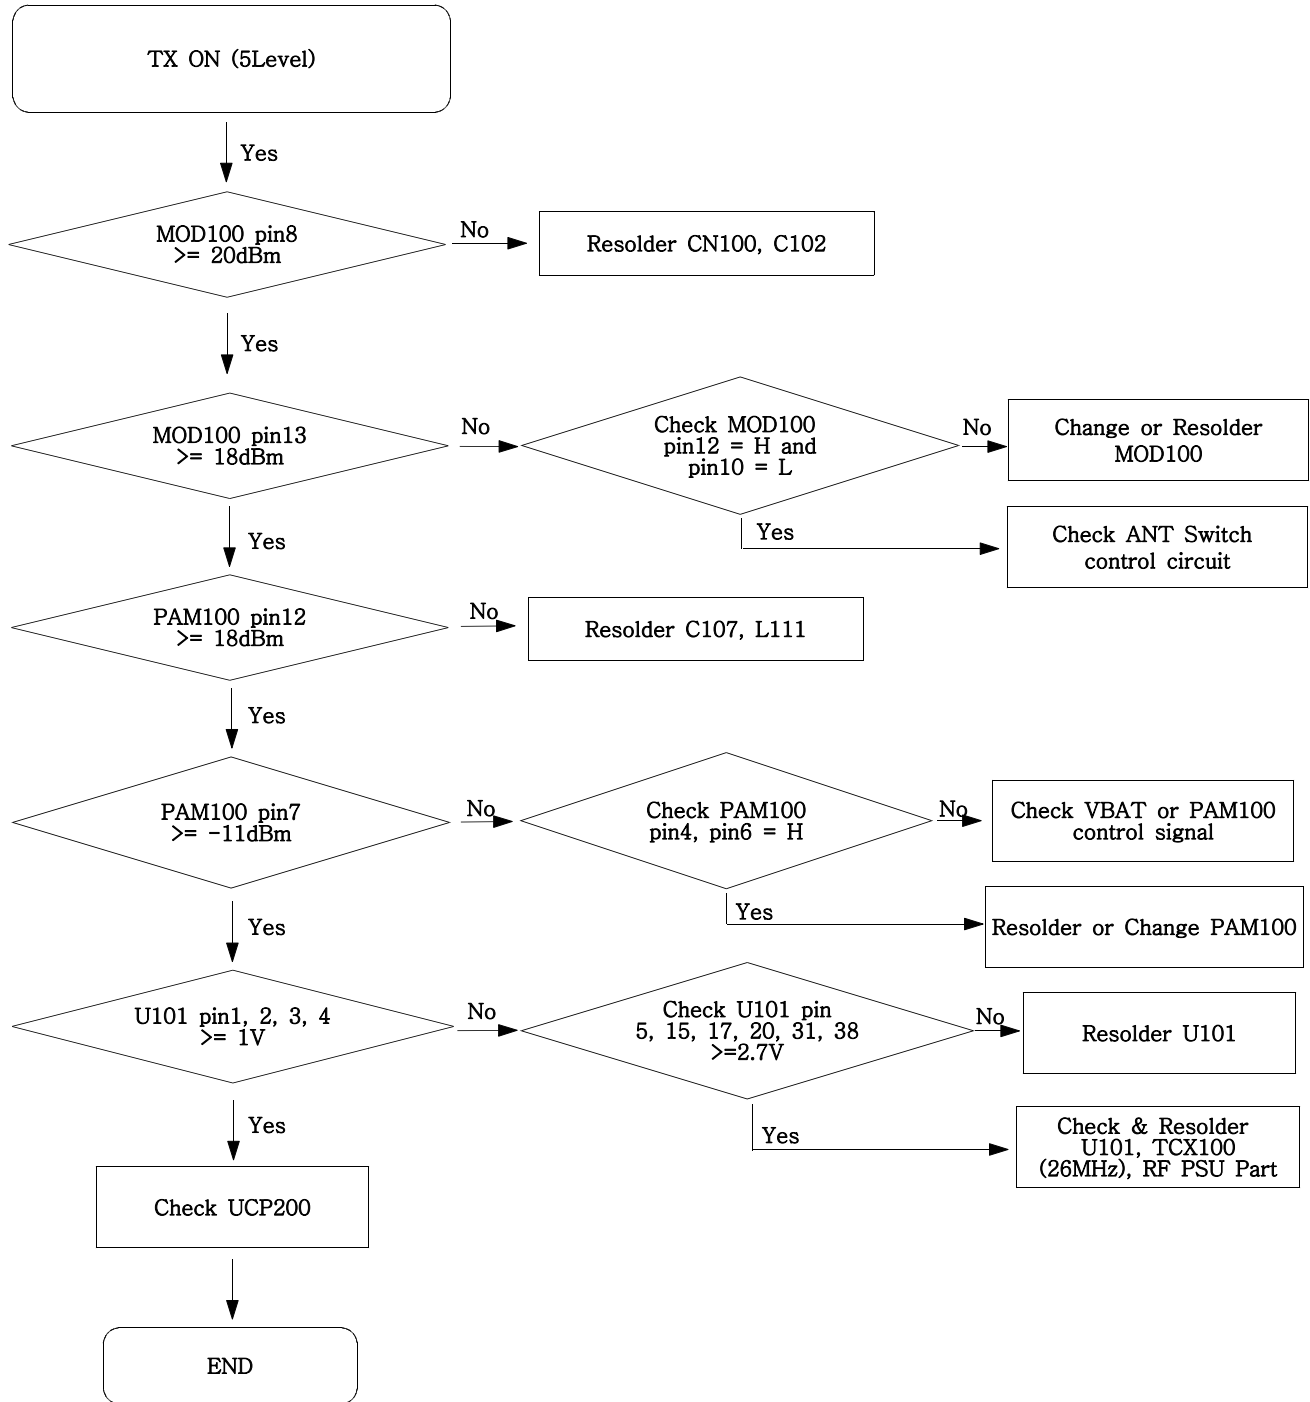 TX ON (5Level)
Yes
MOD100 pin8
>= 20dBm
No
Resolder CN100, C102
Yes
MOD100 pin13
>= 18dBm
No
Check MOD100
pin12 = H and
pin10 = L
No
Change or Resolder
MOD100
Yes
Check ANT Switch
control circuit
Yes
PAM100 pin12
>= 18dBm
No
Resolder C107, L111
Yes
PAM100 pin7
>= -11dBm
No
Check PAM100
pin4, pin6 = H
No
Check VBAT or PAM100
control signal
Yes
Resolder or Change PAM100
Yes
U101 pin1, 2, 3, 4
>= 1V
No
Check U101 pin
5, 15, 17, 20, 31, 38
>=2.7V
No
Resolder U101
Yes
Check & Resolder
U101, TCX100
(26MHz), RF PSU Part
Yes
Check UCP200
END